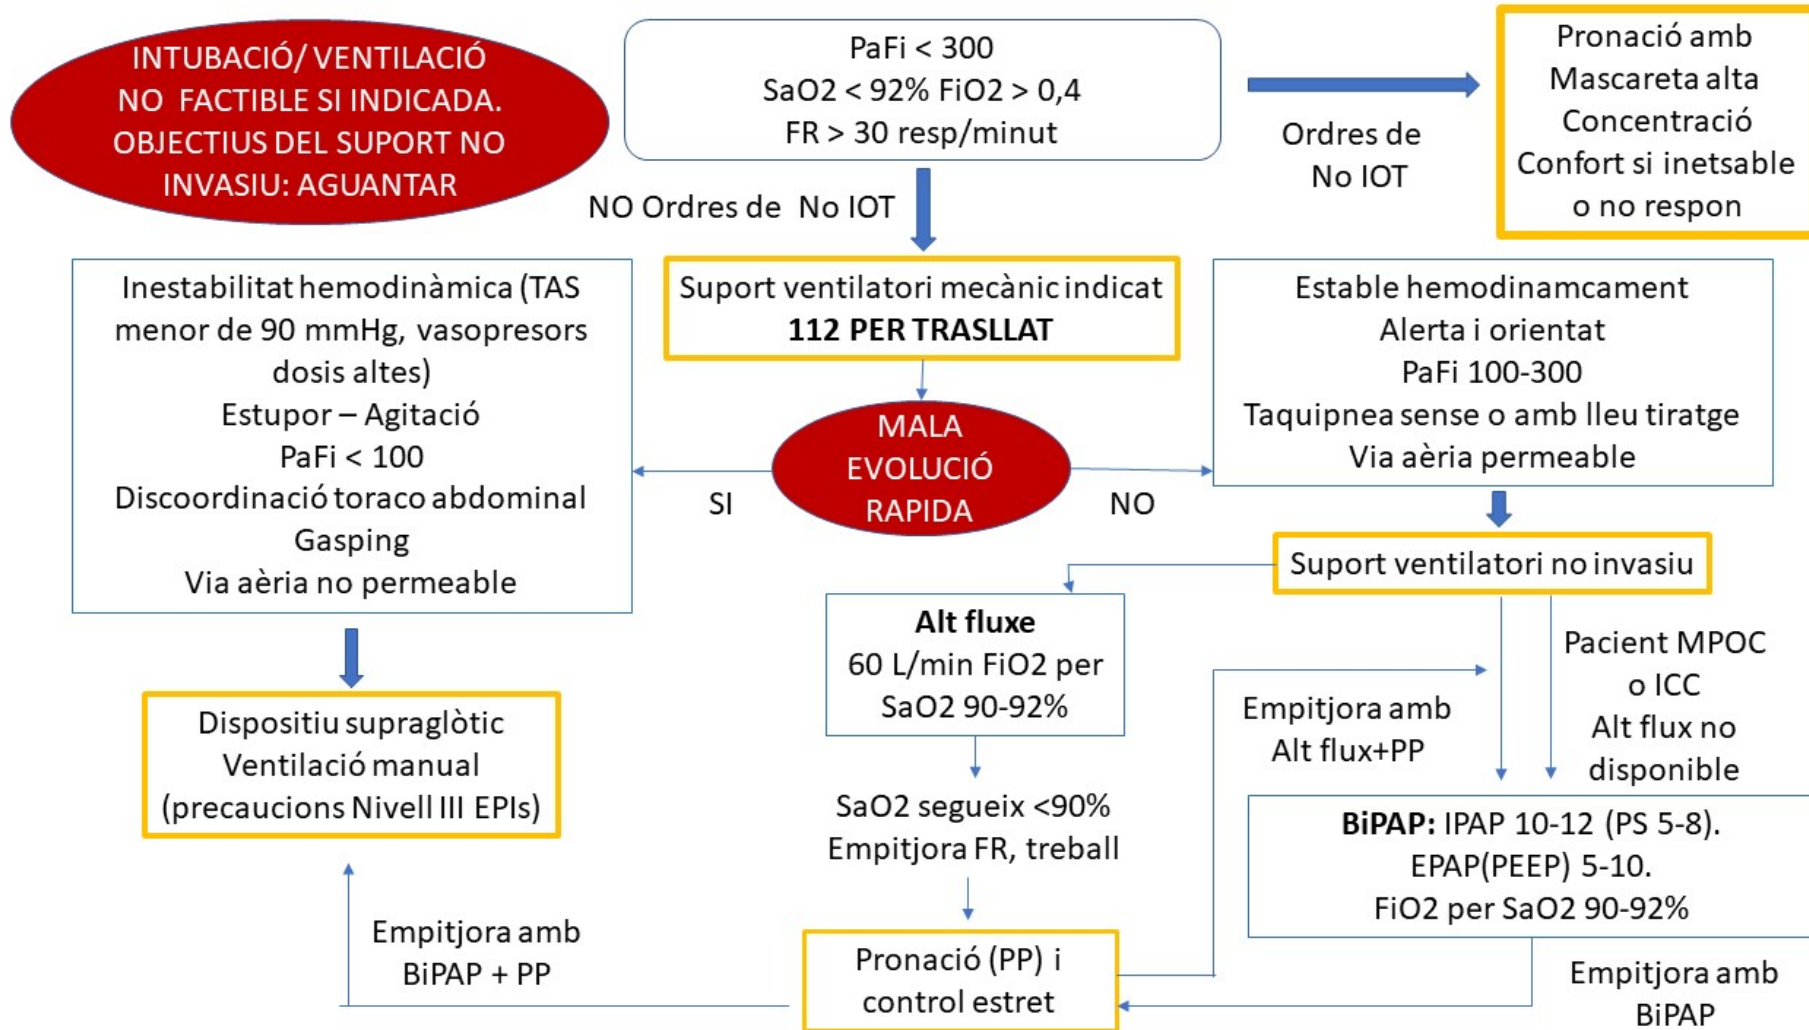 INTUBACIÓ/ VENTILACIÓ
NO FACTIBLE SI INDICADA.
OBJECTIUS DEL SUPORT NO
INVASIU: AGUANTAR
PaFi < 300
SaO2 < 92% FiO2 > 0,4
FR > 30 resp/minut
Ordres de
No IOT
Pronació amb
Mascareta alta
Concentració
Confort si inetsable
o no respon
NO Ordres de No IOT
Suport ventilatori mecànic indicat
112 PER TRASLLAT
MALA
EVOLUCIÓ
RAPIDA
SI
NO
Inestabilitat hemodinàmica (TAS
menor de 90 mmHg, vasopresors
dosis altes)
Estupor – Agitació
PaFi < 100
Discoordinació toraco abdominal
Gasping
Via aèria no permeable
Estable hemodinamcament
Alerta i orientat
PaFi 100-300
Taquipnea sense o amb lleu tiratge
Via aèria permeable
Suport ventilatori no invasiu
Alt fluxe
60 L/min FiO2 per
SaO2 90-92%
Pacient MPOC
o ICC
Alt flux no
disponible
Empitjora amb
Alt flux+PP
Dispositiu supraglòtic
Ventilació manual
(precaucions Nivell III EPIs)
SaO2 segueix <90%
Empitjora FR, treball
BiPAP: IPAP 10-12 (PS 5-8).
EPAP(PEEP) 5-10.
FiO2 per SaO2 90-92%
Empitjora amb
BiPAP + PP
Pronació (PP) i
control estret
Empitjora amb
BiPAP